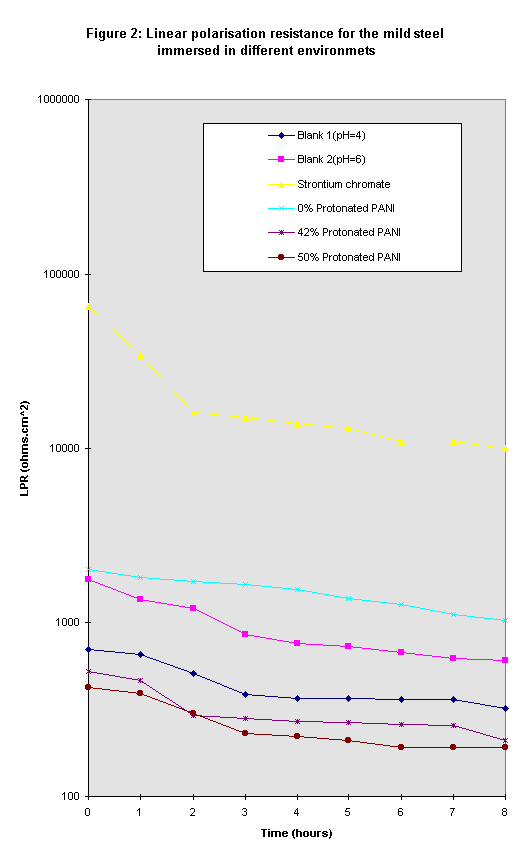 Figure 2: Linear polarisation resistance for the mild steel
immersed in different environmets
1000000
100000
10000
1000
100
LPR (ohms.cm^2)
Blank 1(pH=4)
Blank 2(pH=6)
Strontium chromate
0% Protonated PANI
42% Protonated PANI
50% Protonated PANI
0 1 2 3 4 5 6 7 8
Time (hours)